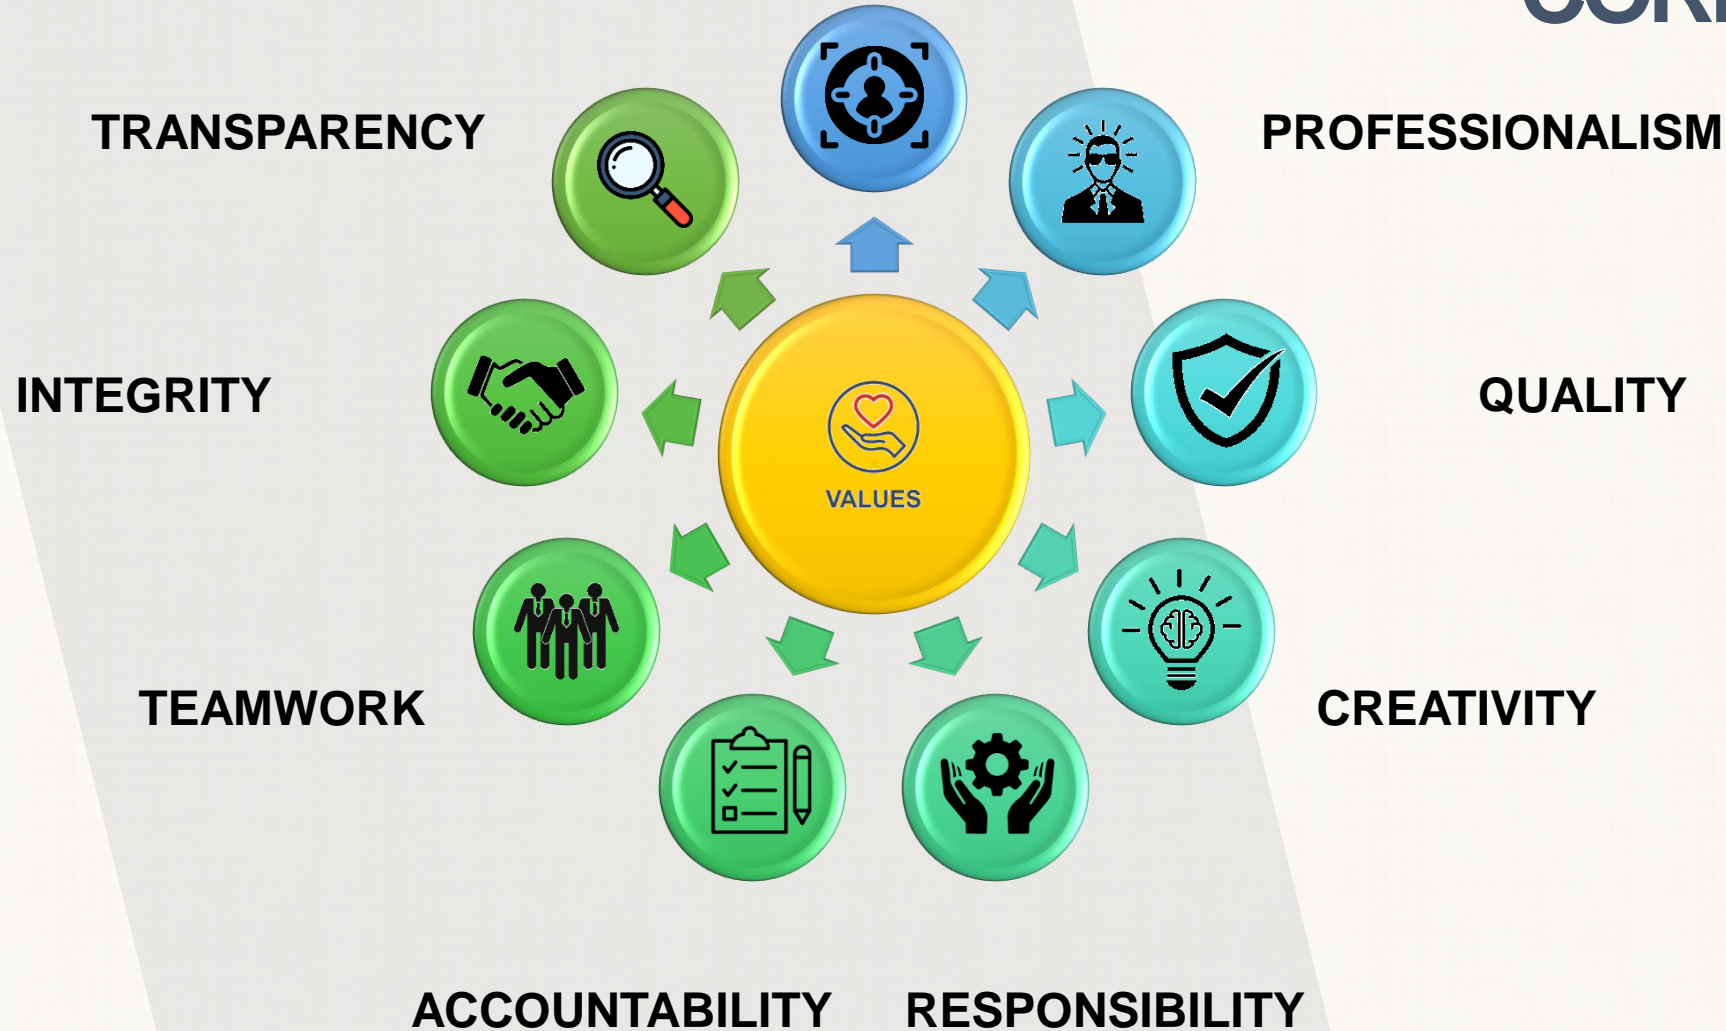 TRANSPARENCY
PROFESSIONALISM
INTEGRITY
QUALITY
VALUES
TEAMWORK
CREATIVITY
ACCOUNTABILITY
RESPONSIBILITY